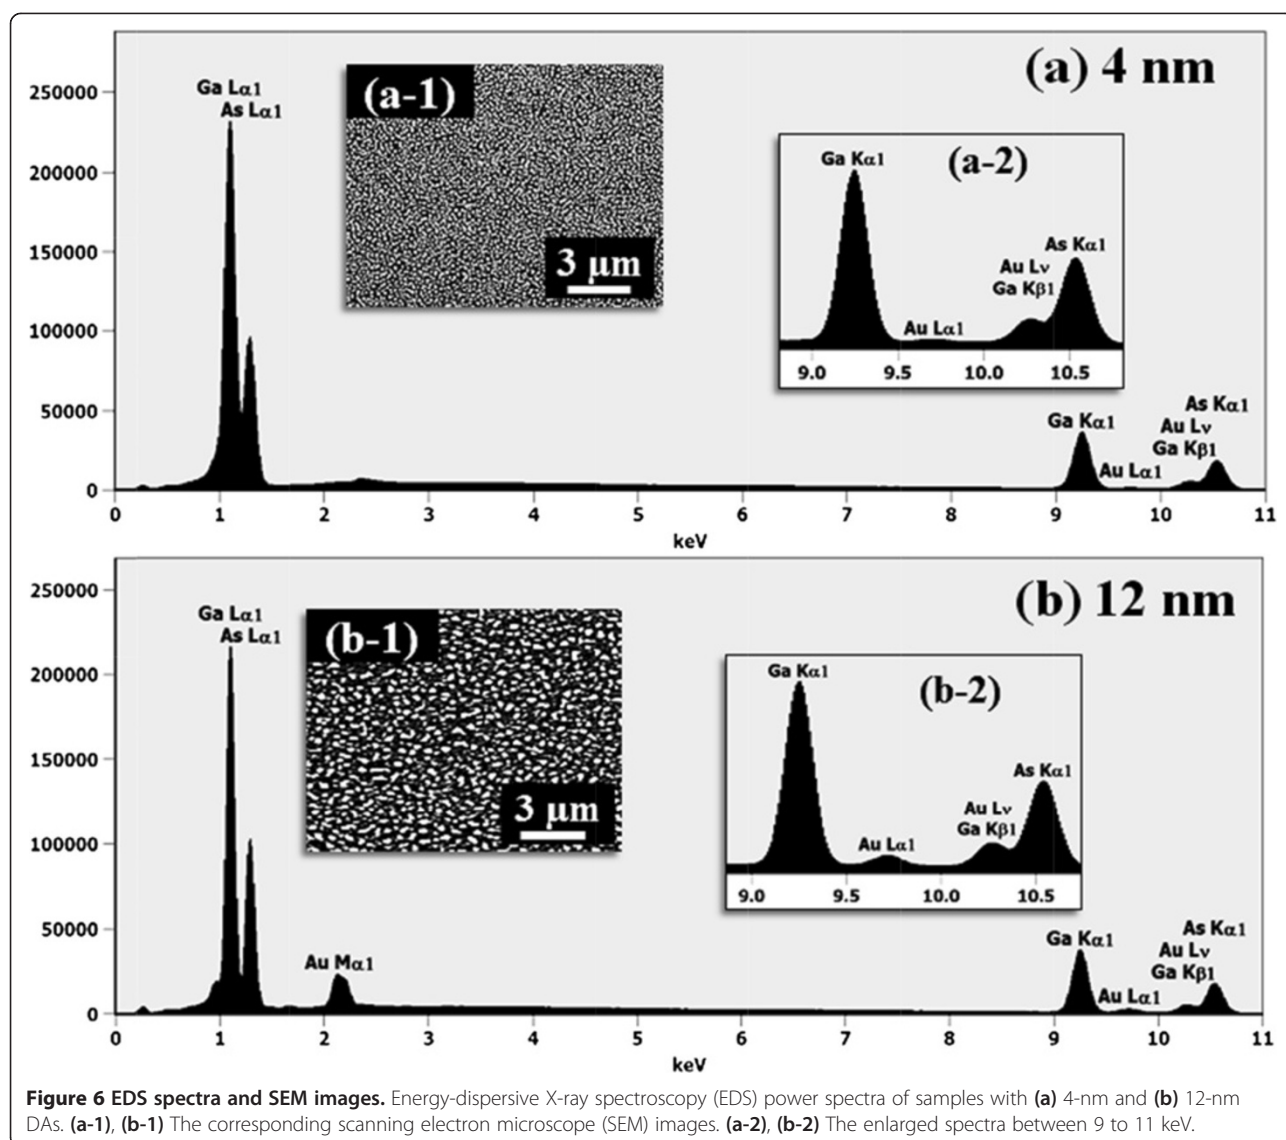 (a) 4 nm
250000
200000
150000
100000
50000
0
Ga Lα1
As Lα1
(a-1)
3 μm
(a-2)
Ga Kα1
Au Lα1
Au Lν
Ga Kβ1
As Kα1
9.0 9.5 10.0 10.5
Ga Kα1
Au Lα1
As Kα1
Au Lν
Ga Kβ1
0 1 2 3 4 5 6 7 8 9 10 11
keV
(b) 12 nm
250000
200000
150000
100000
50000
0
Ga Lα1
As Lα1
Au Mα1
(b-1)
3 μm
(b-2)
Ga Kα1
Au Lα1
Au Lν
Ga Kβ1
As Kα1
9.0 9.5 10.0 10.5
Ga Kα1
Au Lα1
As Kα1
Au Lν
Ga Kβ1
0 1 2 3 4 5 6 7 8 9 10 11
keV
Figure 6 EDS spectra and SEM images. Energy-dispersive X-ray spectroscopy (EDS) power spectra of samples with (a) 4-nm and (b) 12-nm
DAs. (a-1), (b-1) The corresponding scanning electron microscope (SEM) images. (a-2), (b-2) The enlarged spectra between 9 to 11 keV.